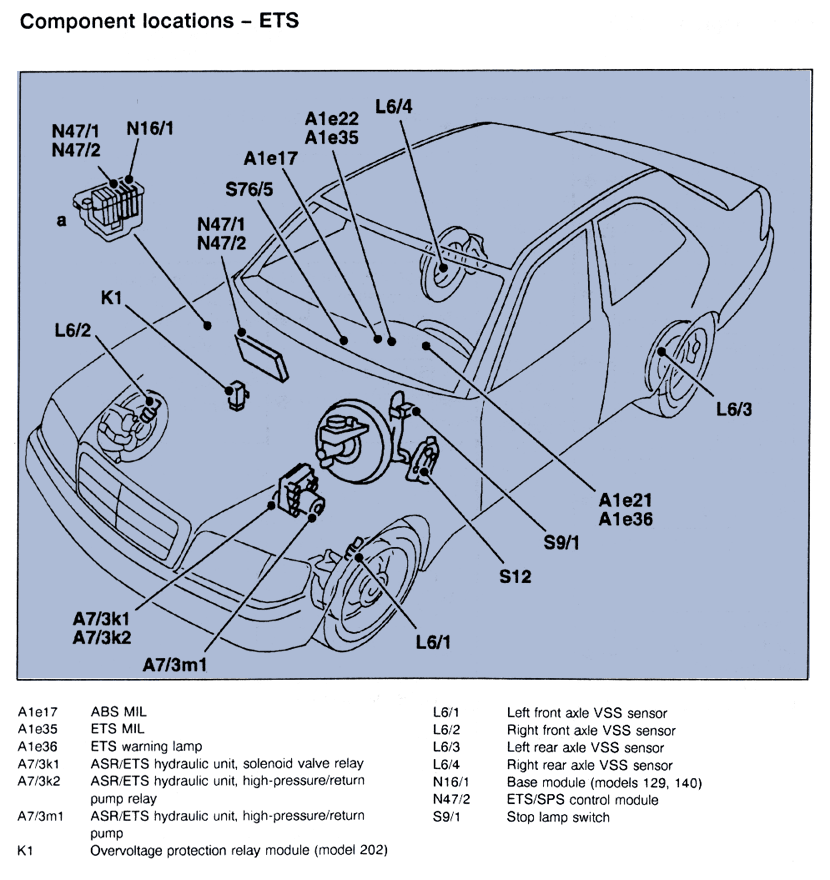 Component locations – ETS
L6/4
A1e22
A1e35
N47/1
N47/2
N16/1
A1e17
S76/5
a
N47/1
N47/2
K1
L6/2
L6/3
A1e21
A1e36
S9/1
S12
A7/3k1
A7/3k2
L6/1
A7/3m1
A1e17 ABS MIL
A1e35 ETS MIL
A1e36 ETS warning lamp
A7/3k1 ASR/ETS hydraulic unit, solenoid valve relay
A7/3k2 ASR/ETS hydraulic unit, high-pressure/return
pump relay
A7/3m1 ASR/ETS hydraulic unit, high-pressure/return
pump
K1 Overvoltage protection relay module (model 202)
L6/1 Left front axle VSS sensor
L6/2 Right front axle VSS sensor
L6/3 Left rear axle VSS sensor
L6/4 Right rear axle VSS sensor
N16/1 Base module (models 129, 140)
N47/2 ETS/SPS control module
S9/1 Stop lamp switch